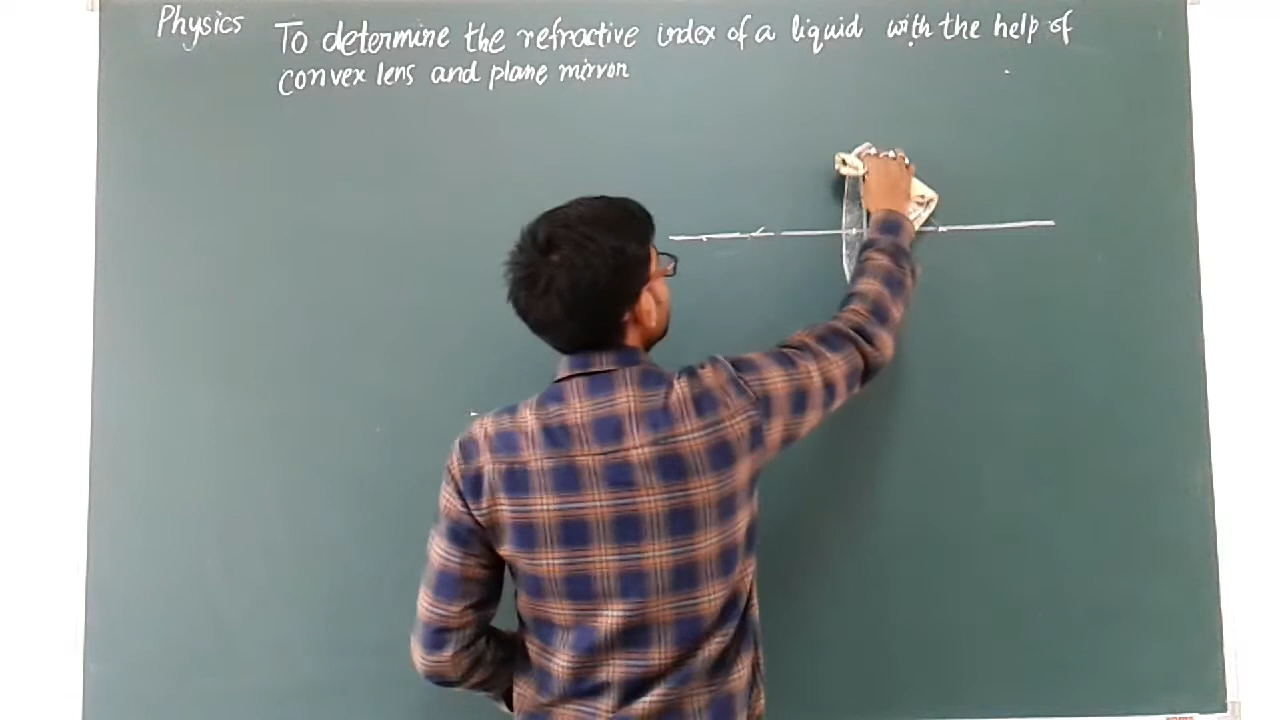 Physics To determine the refractive index of a liquid with the help of
convex lens and plane mirror